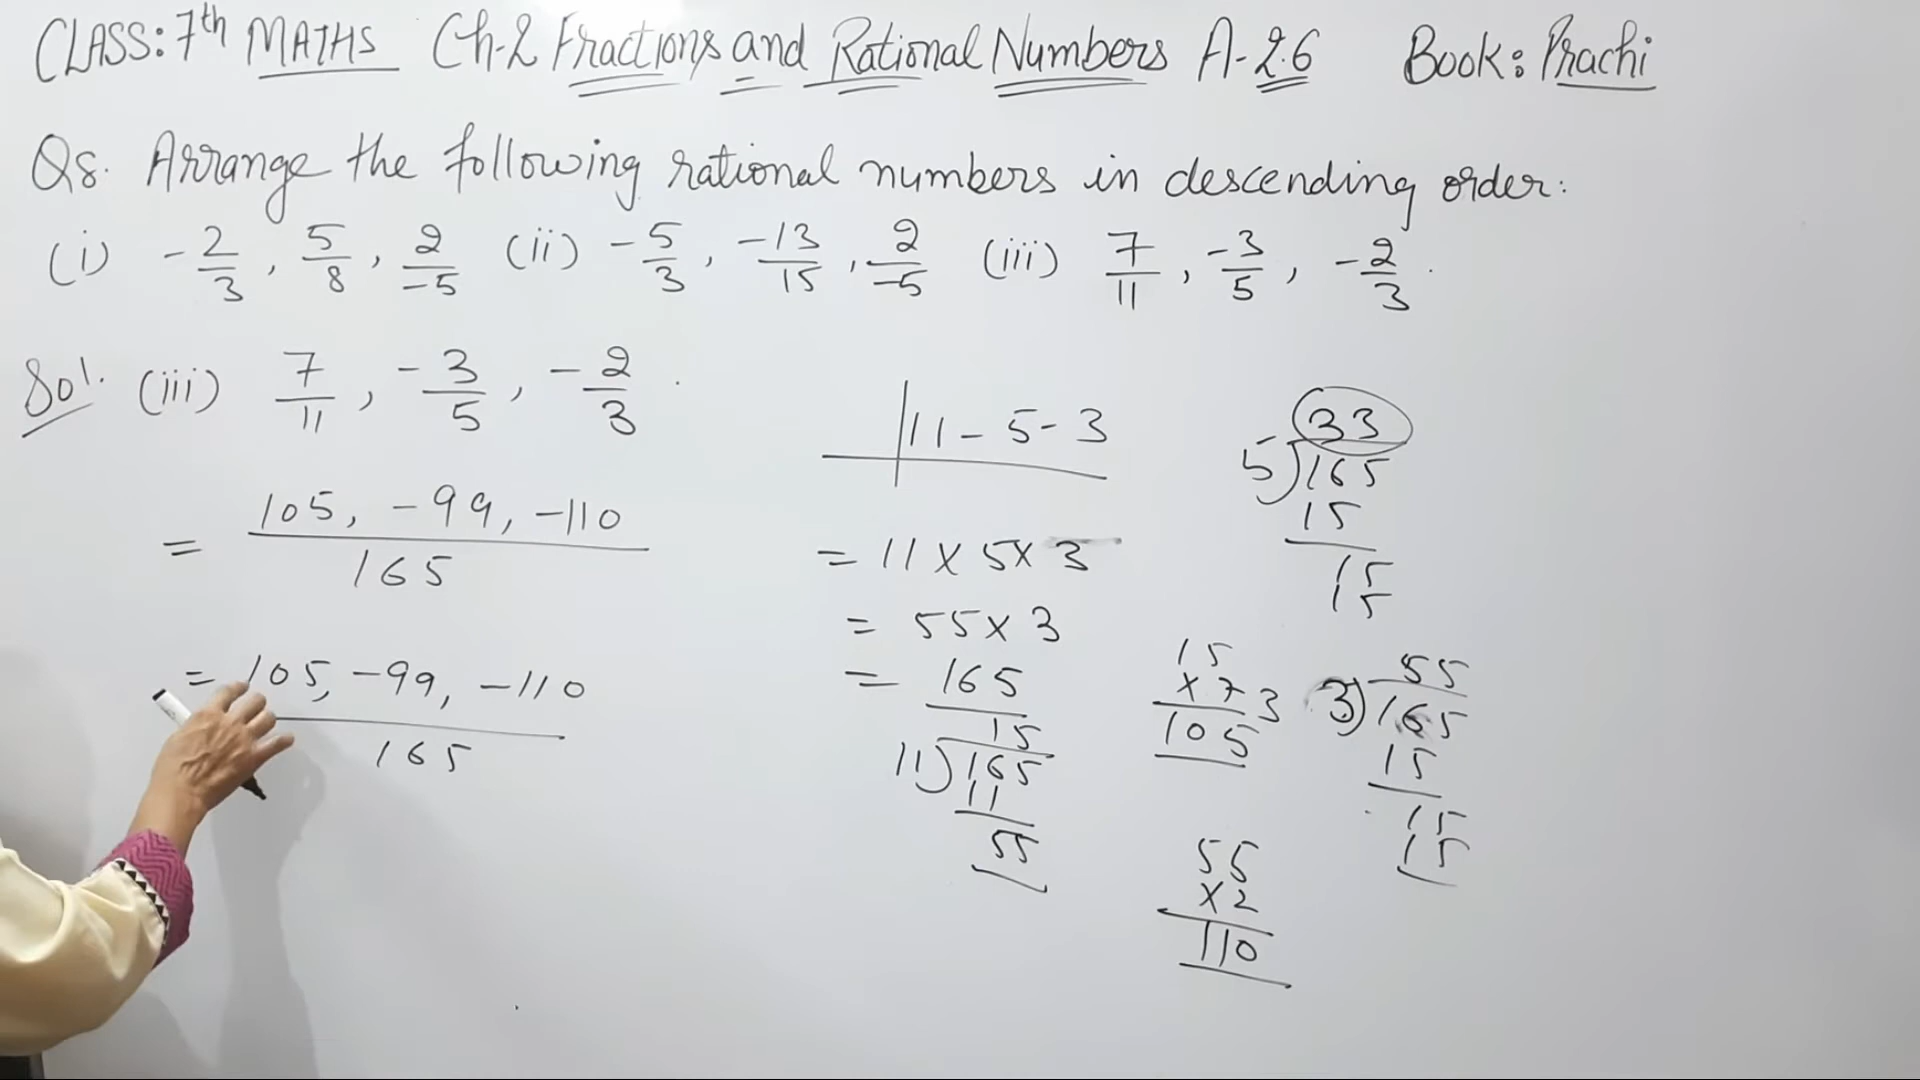 CLASS: 7th MATHS Ch-2 Fractions and Rational Numbers A-2.6 Book: Prachi
Q8. Arrange the following rational numbers in descending order:
(i) -2/3, 5/8, 2/-5 (ii) -5/3, -13/15, 2/-5 (iii) 7/11, -3/5, -2/3.
Sol. (iii) 7/11, -3/5, -2/3.
= 105, -99, -110
165
= 105, -99, -110
165
11 - 5 - 3
= 11 x 5 x 3
= 55 x 3
= 165
15
11)165
11
55
33
5)165
15
15
15
15
x 7 3
105
55
3)165
15
15
15
55
x 2
110